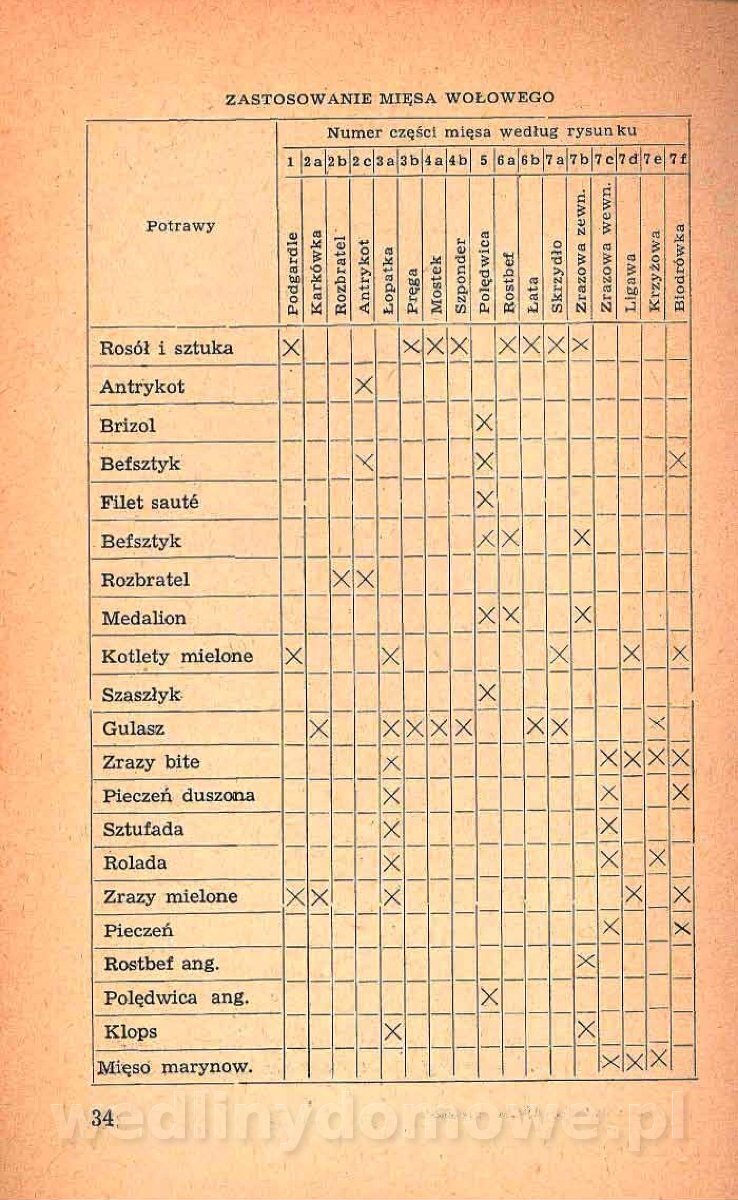 ZASTOSOWANIE MIĘSA WOŁOWEGO
Potrawy
Numer części mięsa według rysunku
1 2a 2b 2c 3a 3b 4a 4b 5 6a 6b 7a 7b 7c 7d 7e 7f
Podgardle
Karkówka
Rozbratel
Antrykot
Łopatka
Pręga
Mostek
Szponder
Polędwica
Rostbef
Łata
Skrzydło
Zrazowa zewn.
Zrazowa wewn.
Ligawa
Krzyżowa
Biodrówka
Rosół i sztuka X X X X X X X X
Antrykot X
Brizol X
Befsztyk X X X
Filet sauté X
Befsztyk X X X
Rozbratel X X
Medalion X X X
Kotlety mielone X X X X X
Szaszłyk X
Gulasz X X X X X X X X
Zrazy bite X X X X X
Pieczeń duszona X X X
Sztufada X X
Rolada X X X
Zrazy mielone X X X X X
Pieczeń X X
Rostbef ang. X
Polędwica ang. X
Klops X X
Mięso marynow. X X X
34
wedlinydomowe.pl